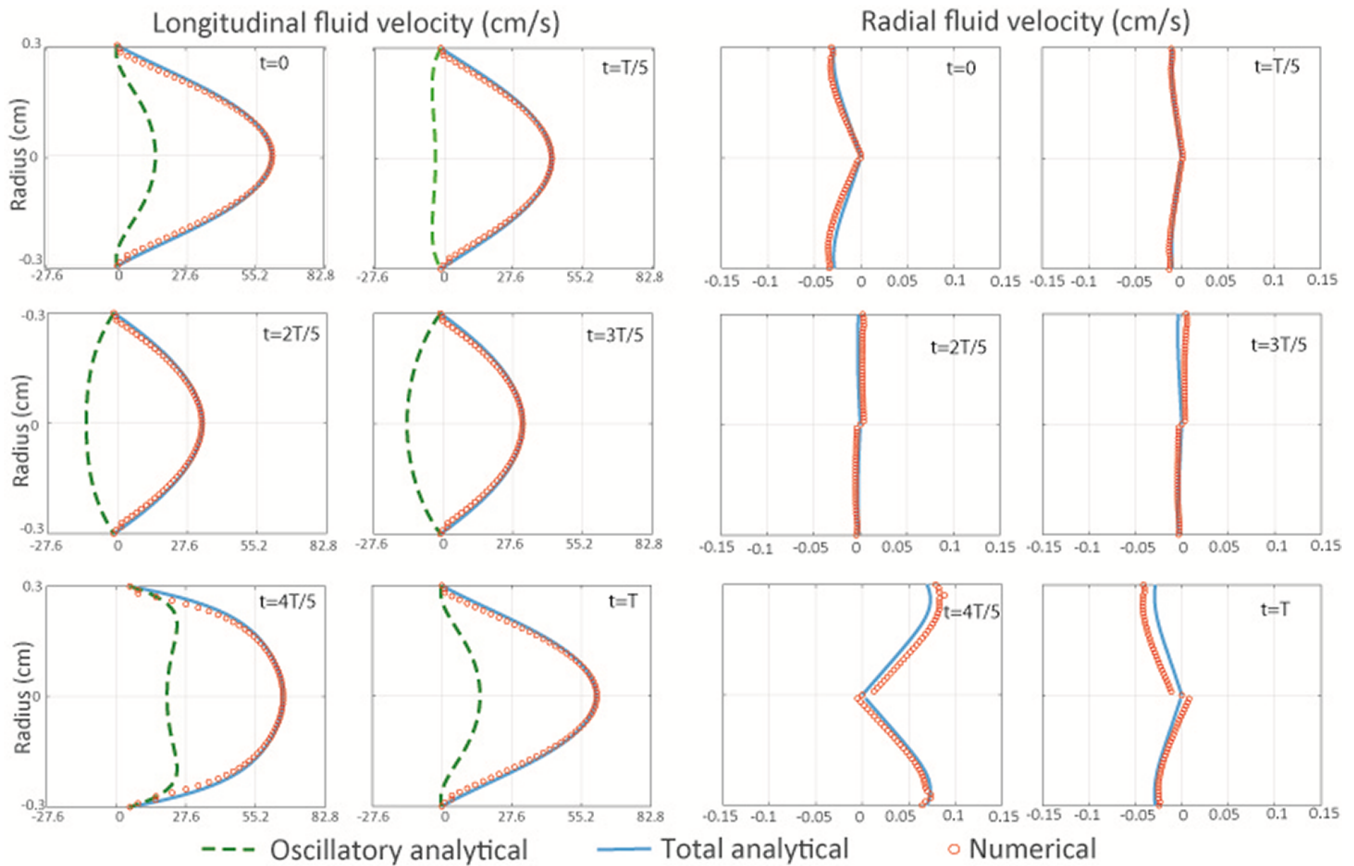 Longitudinal fluid velocity (cm/s) Radial fluid velocity (cm/s)
0.3 t=0 t=T/5 t=0 t=T/5
Radius (cm)
0
-0.3
-27.6 0 27.6 55.2 82.8 -27.6 0 27.6 55.2 82.8 -0.15 -0.1 -0.05 0 0.05 0.1 0.15 -0.15 -0.1 -0.05 0 0.05 0.1 0.15
-0.3 t=2T/5 t=3T/5 t=2T/5 t=3T/5
Radius (cm)
0
-0.3
-27.6 0 27.6 55.2 82.8 -27.6 0 27.6 55.2 82.8 -0.15 -0.1 -0.05 0 0.05 0.1 0.15 -0.15 -0.1 -0.05 0 0.05 0.1 0.15
0.3 t=4T/5 t=T t=4T/5 t=T
Radius (cm)
0
-0.3
-27.6 0 27.6 55.2 82.8 -27.6 0 27.6 55.2 82.8 -0.15 -0.1 -0.05 0 0.05 0.1 0.15 -0.15 -0.1 -0.05 0 0.05 0.1 0.15
Oscillatory analytical Total analytical Numerical